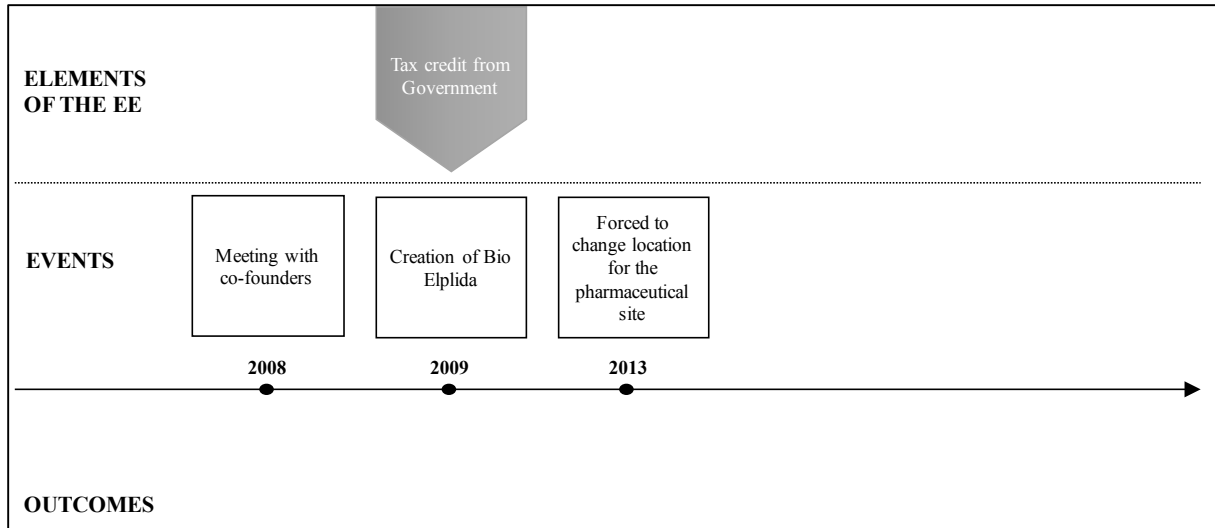 Tax credit from
Government
ELEMENTS
OF THE EE
EVENTS
Meeting with
co-founders
Creation of Bio
Elplida
Forced to
change location
for the
pharmaceutical
site
2008
2009
2013
OUTCOMES